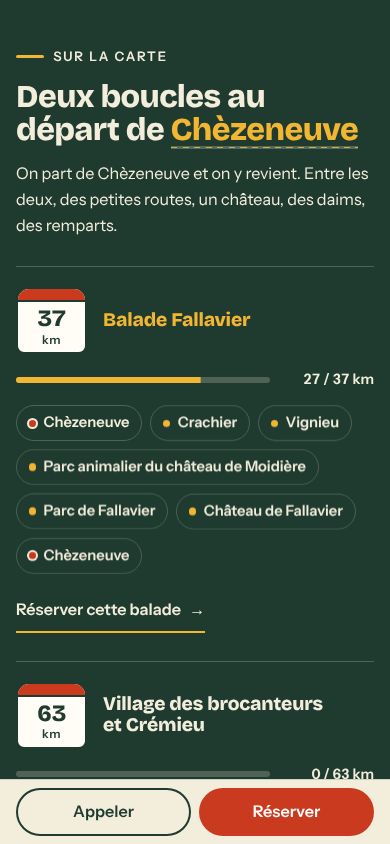 SUR LA CARTE
Deux boucles au
départ de Chèzeneuve
On part de Chèzeneuve et on y revient. Entre les
deux, des petites routes, un château, des daims,
des remparts.
37
km
Balade Fallavier
27 / 37 km
Chèzeneuve
Crachier
Vignieu
Parc animalier du château de Moidière
Parc de Fallavier
Château de Fallavier
Chèzeneuve
Réserver cette balade →
63
km
Village des brocanteurs
et Crémieu
0 / 63 km
Appeler
Réserver